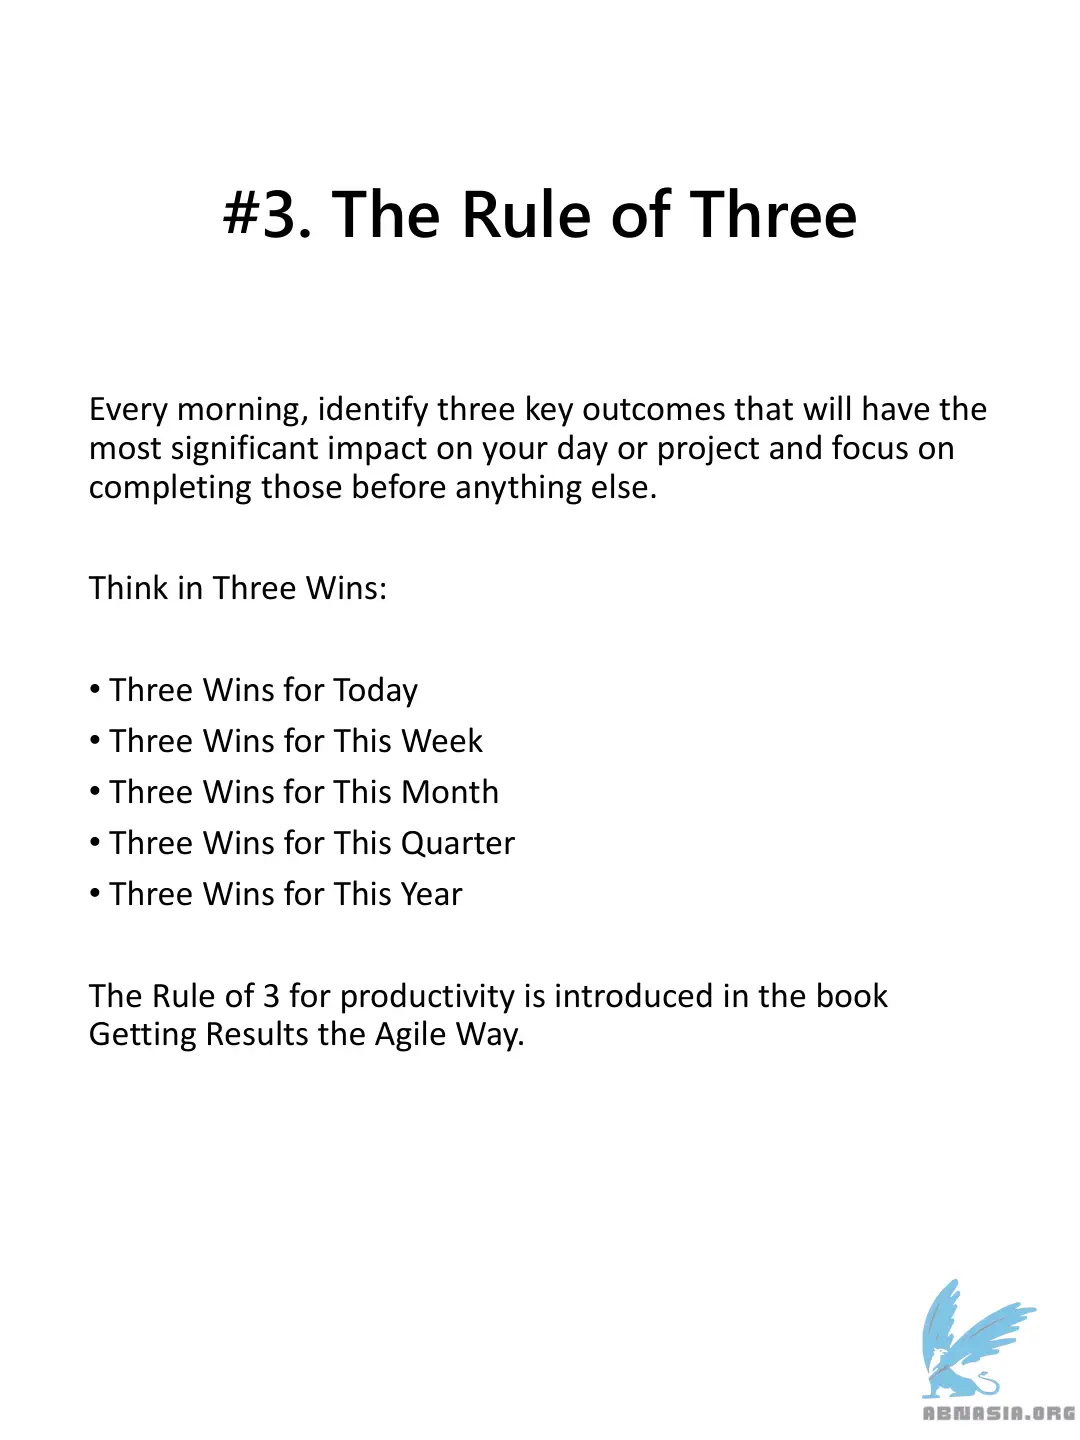 #3. The Rule of Three
Every morning, identify three key outcomes that will have the
most significant impact on your day or project and focus on
completing those before anything else.
Think in Three Wins:
• Three Wins for Today
• Three Wins for This Week
• Three Wins for This Month
• Three Wins for This Quarter
• Three Wins for This Year
The Rule of 3 for productivity is introduced in the book
Getting Results the Agile Way.
ABNASIA.ORG